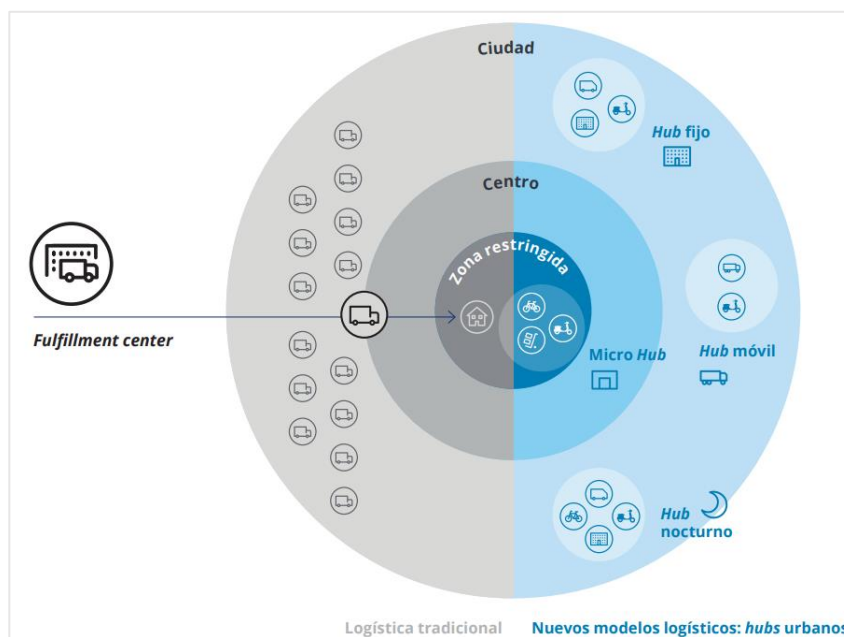 Ciudad
Hub fijo
Centro
Zona restringida
Fulfillment center
Micro Hub
Hub móvil
Hub
nocturno
Logística tradicional
Nuevos modelos logísticos: hubs urbanos